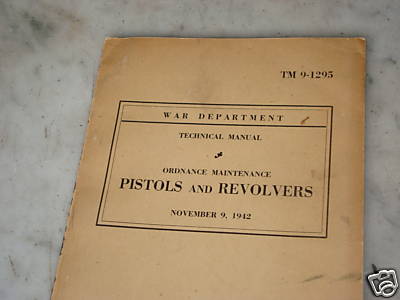 TM 9-1295
WAR DEPARTMENT
TECHNICAL MANUAL
ORDNANCE MAINTENANCE
PISTOLS AND REVOLVERS
NOVEMBER 9, 1942